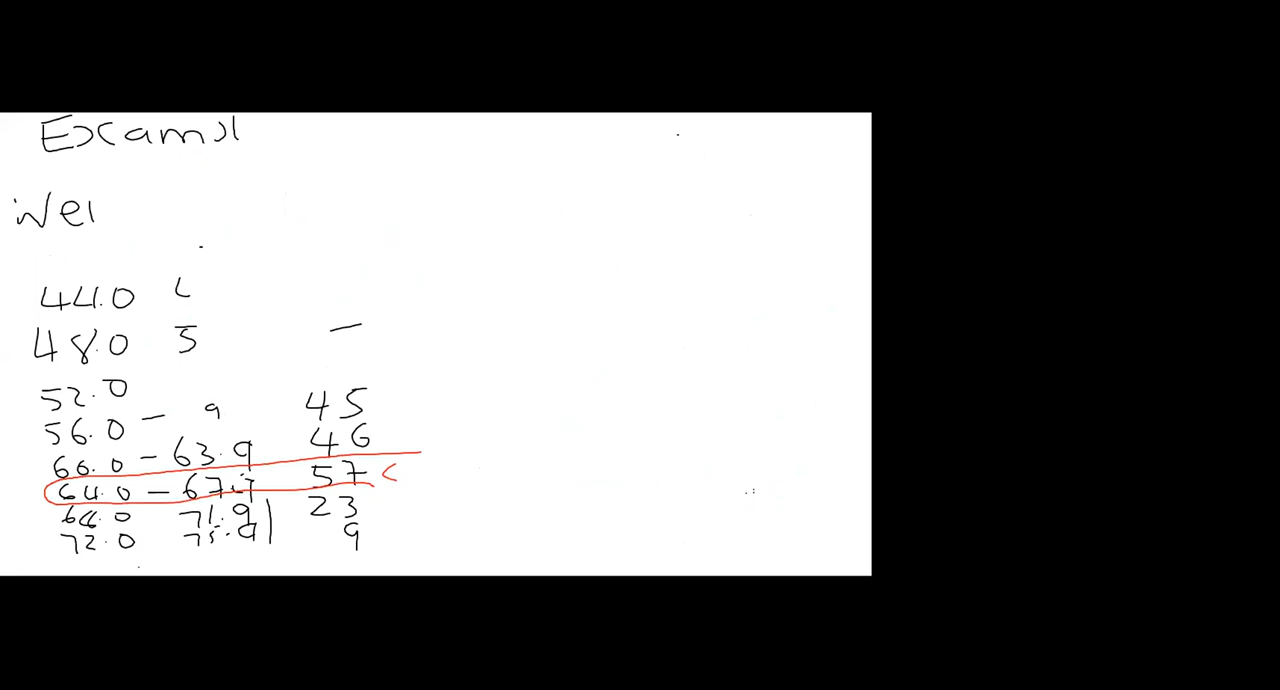 Exam
Wei
44.0
48.0 5 —
52.0
56.0 — 9 45
60.0 — 63.9 46
64.0 — 67.9 57
68.0 71.9 23
72.0 75.9 9